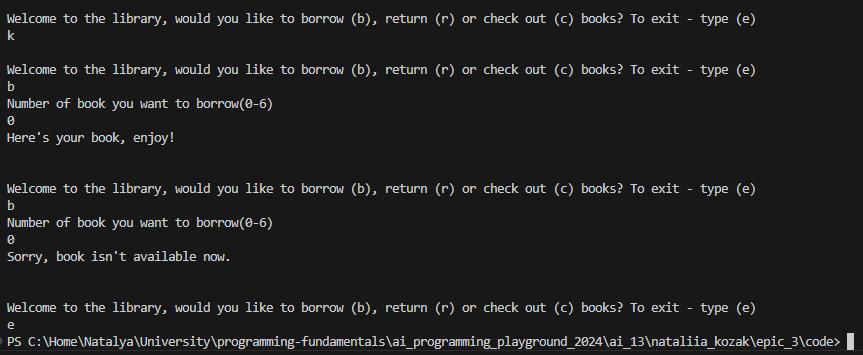 Welcome to the library, would you like to borrow (b), return (r) or check out (c) books? To exit - type (e)
k
Welcome to the library, would you like to borrow (b), return (r) or check out (c) books? To exit - type (e)
b
Number of book you want to borrow(0-6)
0
Here's your book, enjoy!
Welcome to the library, would you like to borrow (b), return (r) or check out (c) books? To exit - type (e)
b
Number of book you want to borrow(0-6)
0
Sorry, book isn't available now.
Welcome to the library, would you like to borrow (b), return (r) or check out (c) books? To exit - type (e)
e
PS C:\Home\Natalya\University\programming-fundamentals\ai_programming_playground_2024\ai_13\nataliia_kozak\epic_3\code>